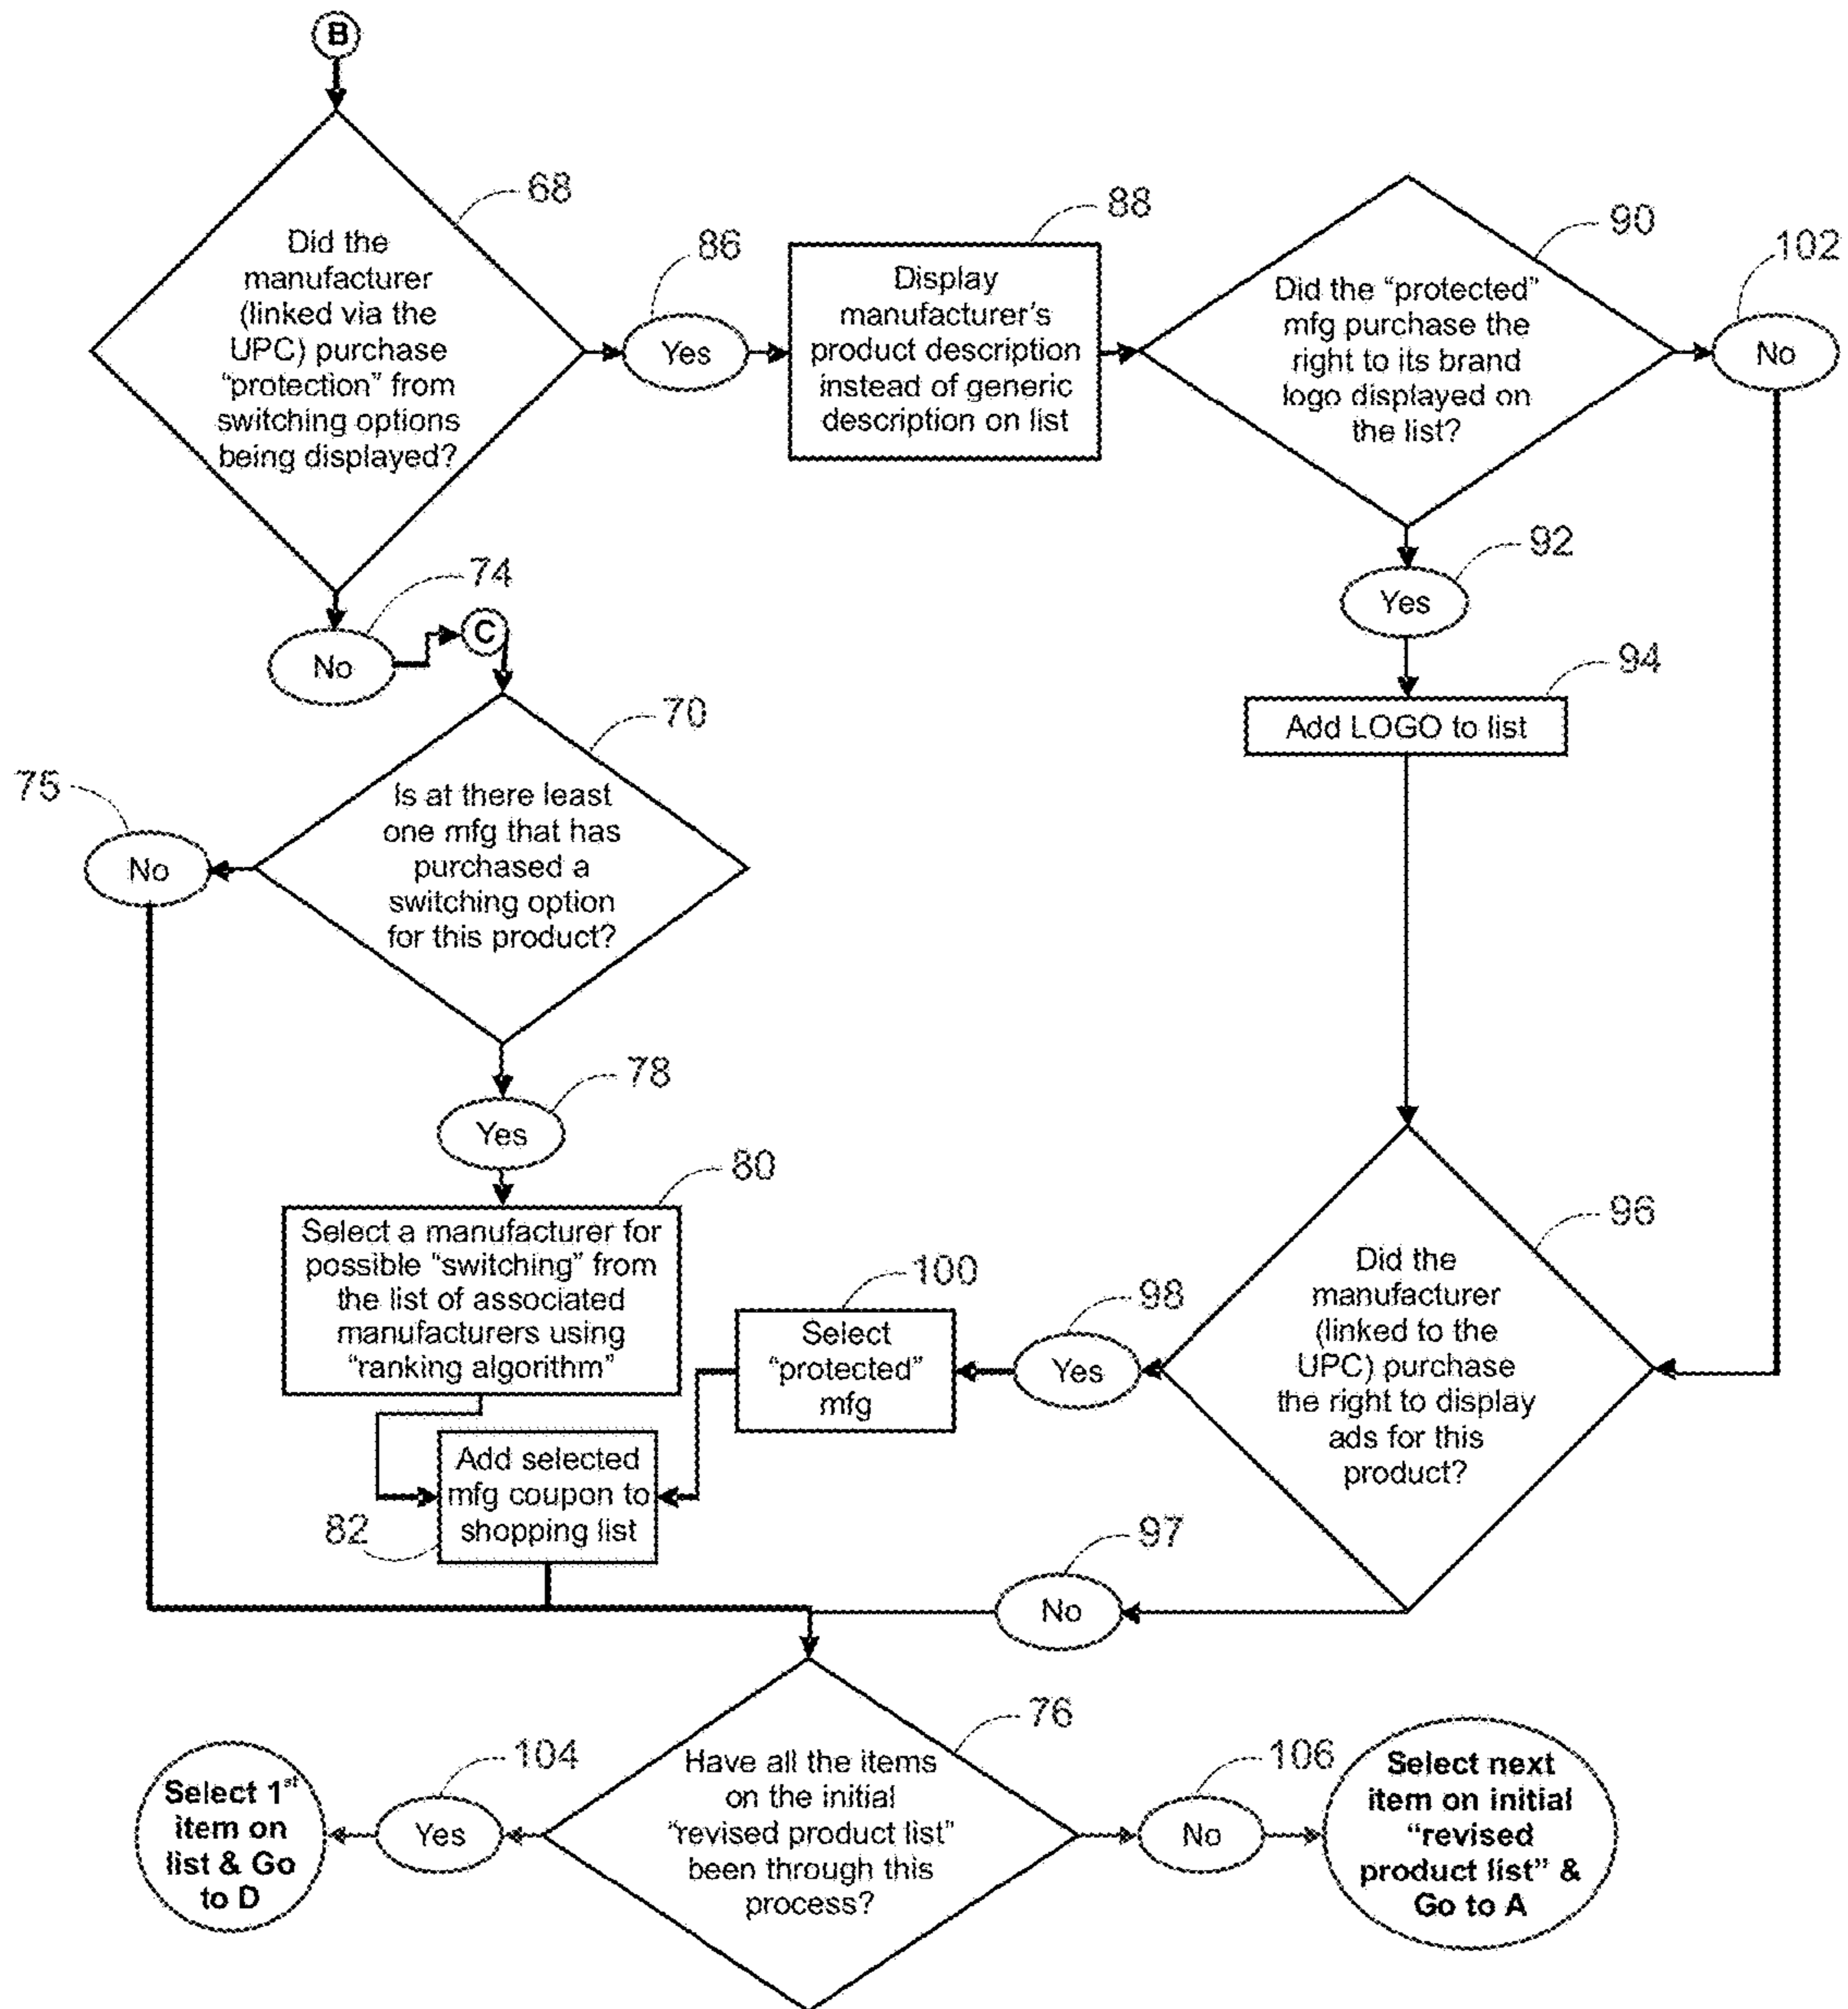 B
68
Did the
manufacturer
(linked via the
UPC) purchase
“protection” from
switching options
being displayed?
86
Yes
88
Display
manufacturer’s
product description
instead of generic
description on list
90
Did the “protected”
mfg purchase the
right to its brand
logo displayed on
the list?
102
No
92
Yes
94
Add LOGO to list
74
No
C
70
Is at there least
one mfg that has
purchased a
switching option
for this product?
75
No
78
Yes
80
Select a manufacturer for
possible “switching” from
the list of associated
manufacturers using
“ranking algorithm”
96
Did the
manufacturer
(linked to the
UPC) purchase
the right to display
ads for this
product?
98
Yes
100
Select
“protected”
mfg
Add selected
mfg coupon to
shopping list
82
97
No
76
Have all the items
on the initial
“revised product list”
been through this
process?
104
Yes
Select 1st
item on
list & Go
to D
106
No
Select next
item on initial
“revised
product list” &
Go to A